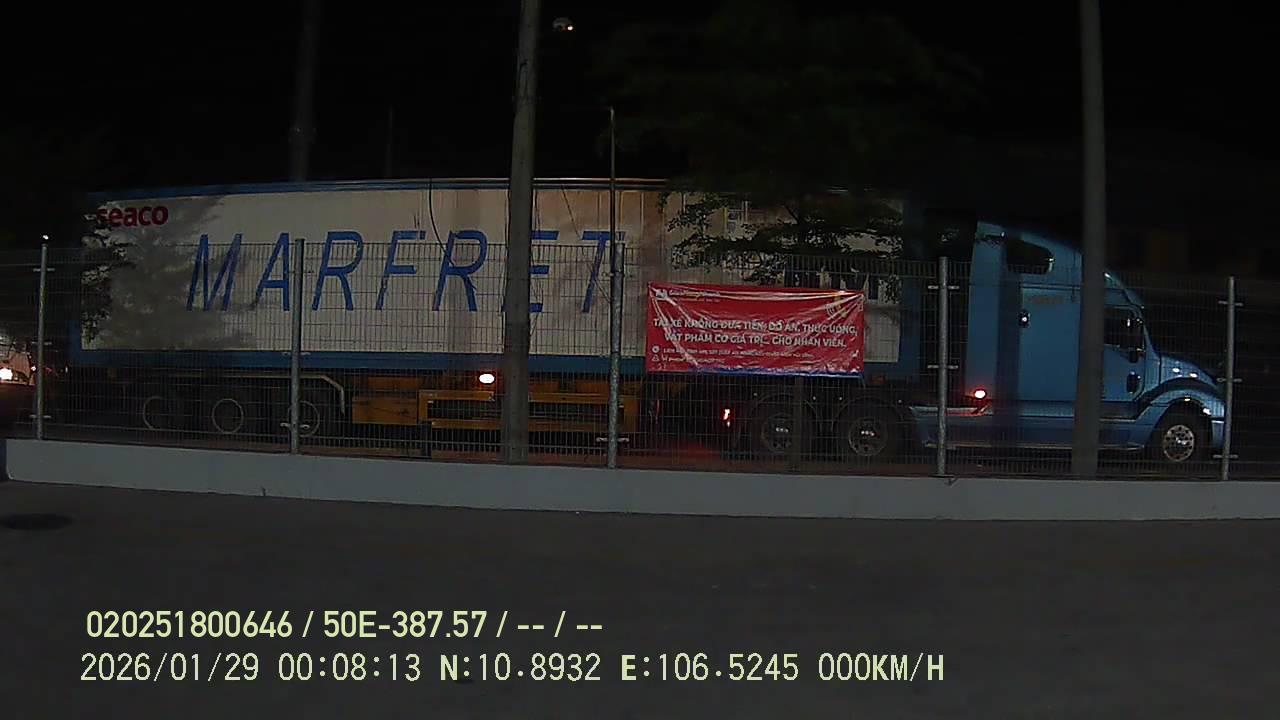 seaco
MARFRET
TÀI XẾ KHÔNG ĐƯA TIỀN, ĐỒ ĂN, THỨC UỐNG,
VẬT PHẨM CÓ GIÁ TRỊ... CHO NHÂN VIÊN.
020251800646 / 50E-387.57 / -- / --
2026/01/29 00:08:13 N:10.8932 E:106.5245 000KM/H